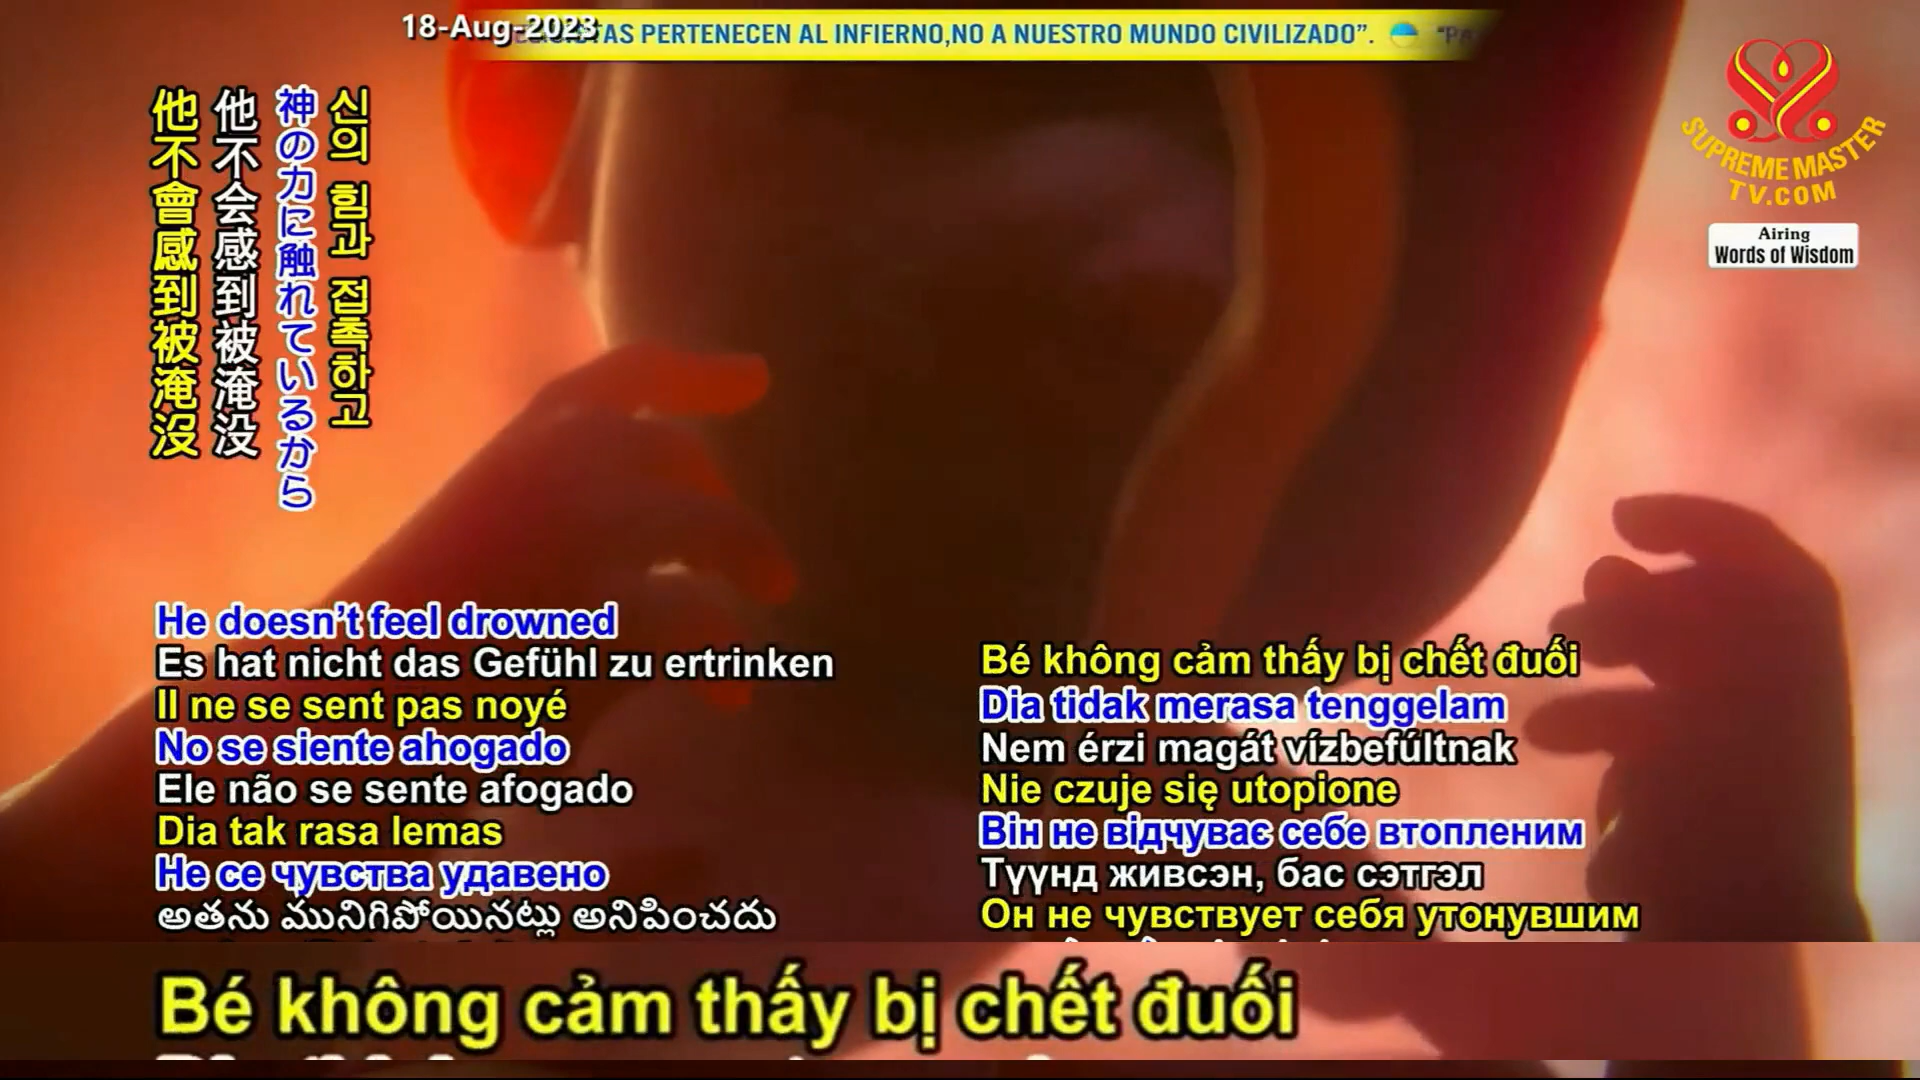 18-Aug-2023
TAS PERTENECEN AL INFIERNO,NO A NUESTRO MUNDO CIVILIZADO”.
SUPREME MASTER
TV.COM
Airing
Words of Wisdom
신의 힘과 접촉하고
神の力に触れているから
他不会感到被淹没
他不會感到被淹沒
He doesn’t feel drowned
Es hat nicht das Gefühl zu ertrinken
Il ne se sent pas noyé
No se siente ahogado
Ele não se sente afogado
Dia tak rasa lemas
Не се чувства удавено
అతను మునిగిపోయినట్లు అనిపించదు
Bé không cảm thấy bị chết đuối
Dia tidak merasa tenggelam
Nem érzi magát vízbefúltnak
Nie czuje się utopione
Він не відчуває себе втопленим
Түүнд живсэн, бас сэтгэл
Он не чувствует себя утонувшим
Bé không cảm thấy bị chết đuối